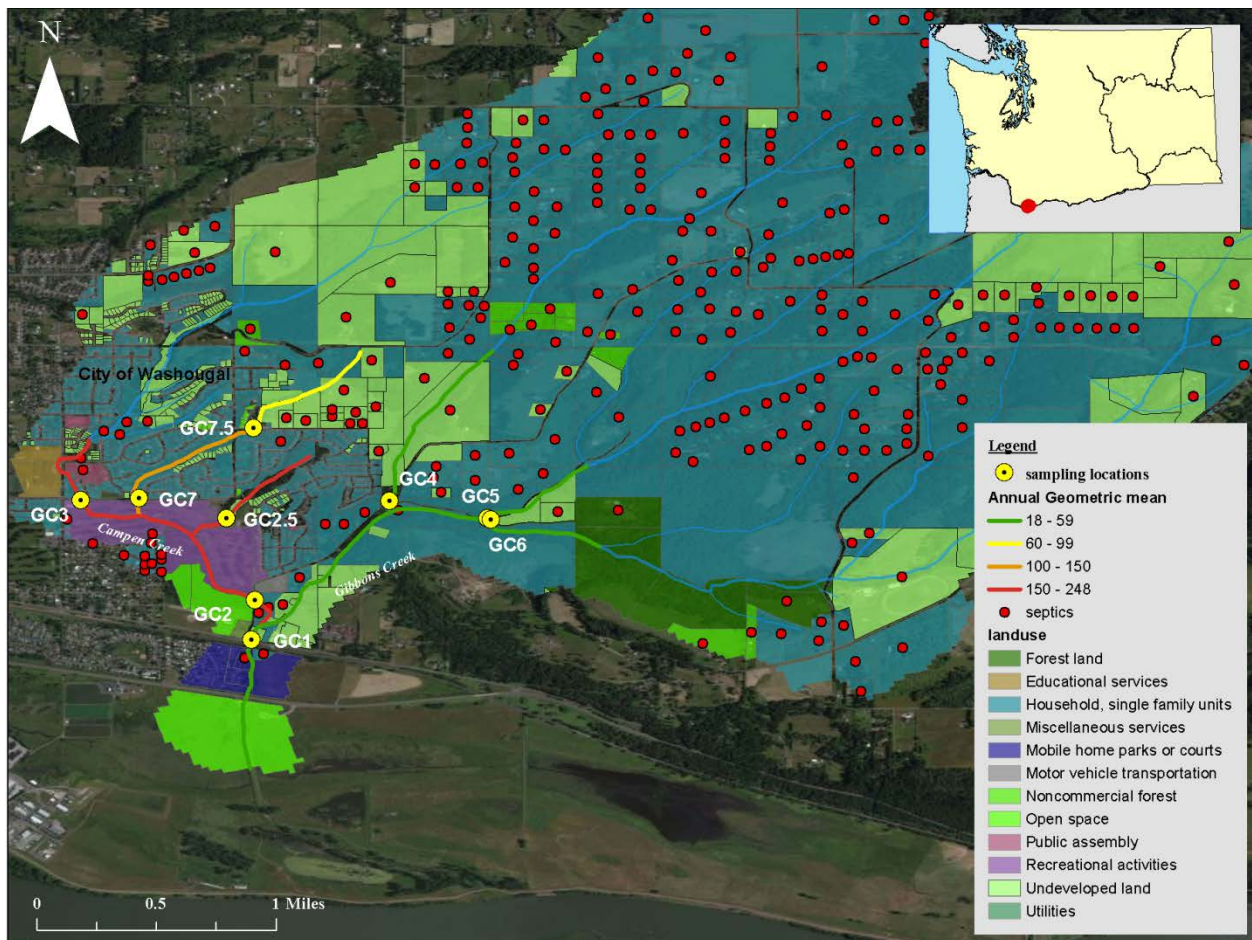 N
City of Washougal
GC7.5
GC4
GC7
GC5
GC3
GC2.5
GC6
Campen Creek
Gibbons Creek
GC2
GC1
0 0.5 1 Miles
Legend
sampling locations
Annual Geometric mean
18 - 59
60 - 99
100 - 150
150 - 248
septics
landuse
Forest land
Educational services
Household, single family units
Miscellaneous services
Mobile home parks or courts
Motor vehicle transportation
Noncommercial forest
Open space
Public assembly
Recreational activities
Undeveloped land
Utilities